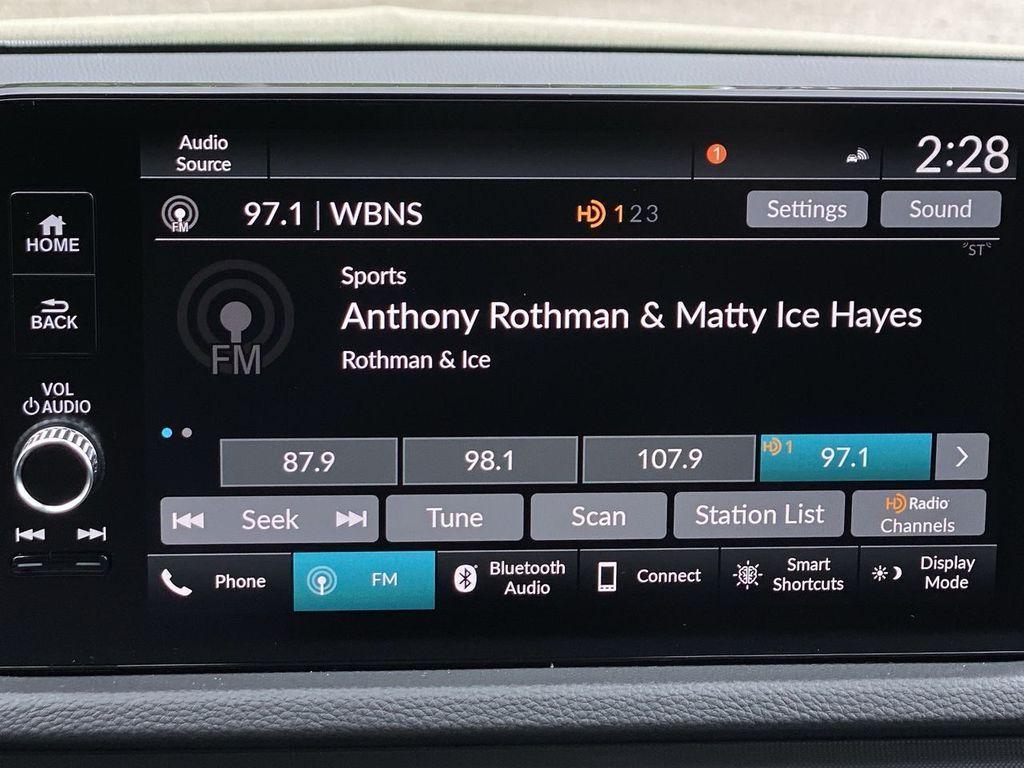 Audio
Source
1
2:28
FM
97.1 | WBNS
HD 1 2 3
Settings
Sound
"ST"
HOME
BACK
VOL
AUDIO
FM
Sports
Anthony Rothman & Matty Ice Hayes
Rothman & Ice
87.9
98.1
107.9
HD 1
97.1
Seek
Tune
Scan
Station List
HD Radio
Channels
Phone
FM
Bluetooth
Audio
Connect
Smart
Shortcuts
Display
Mode